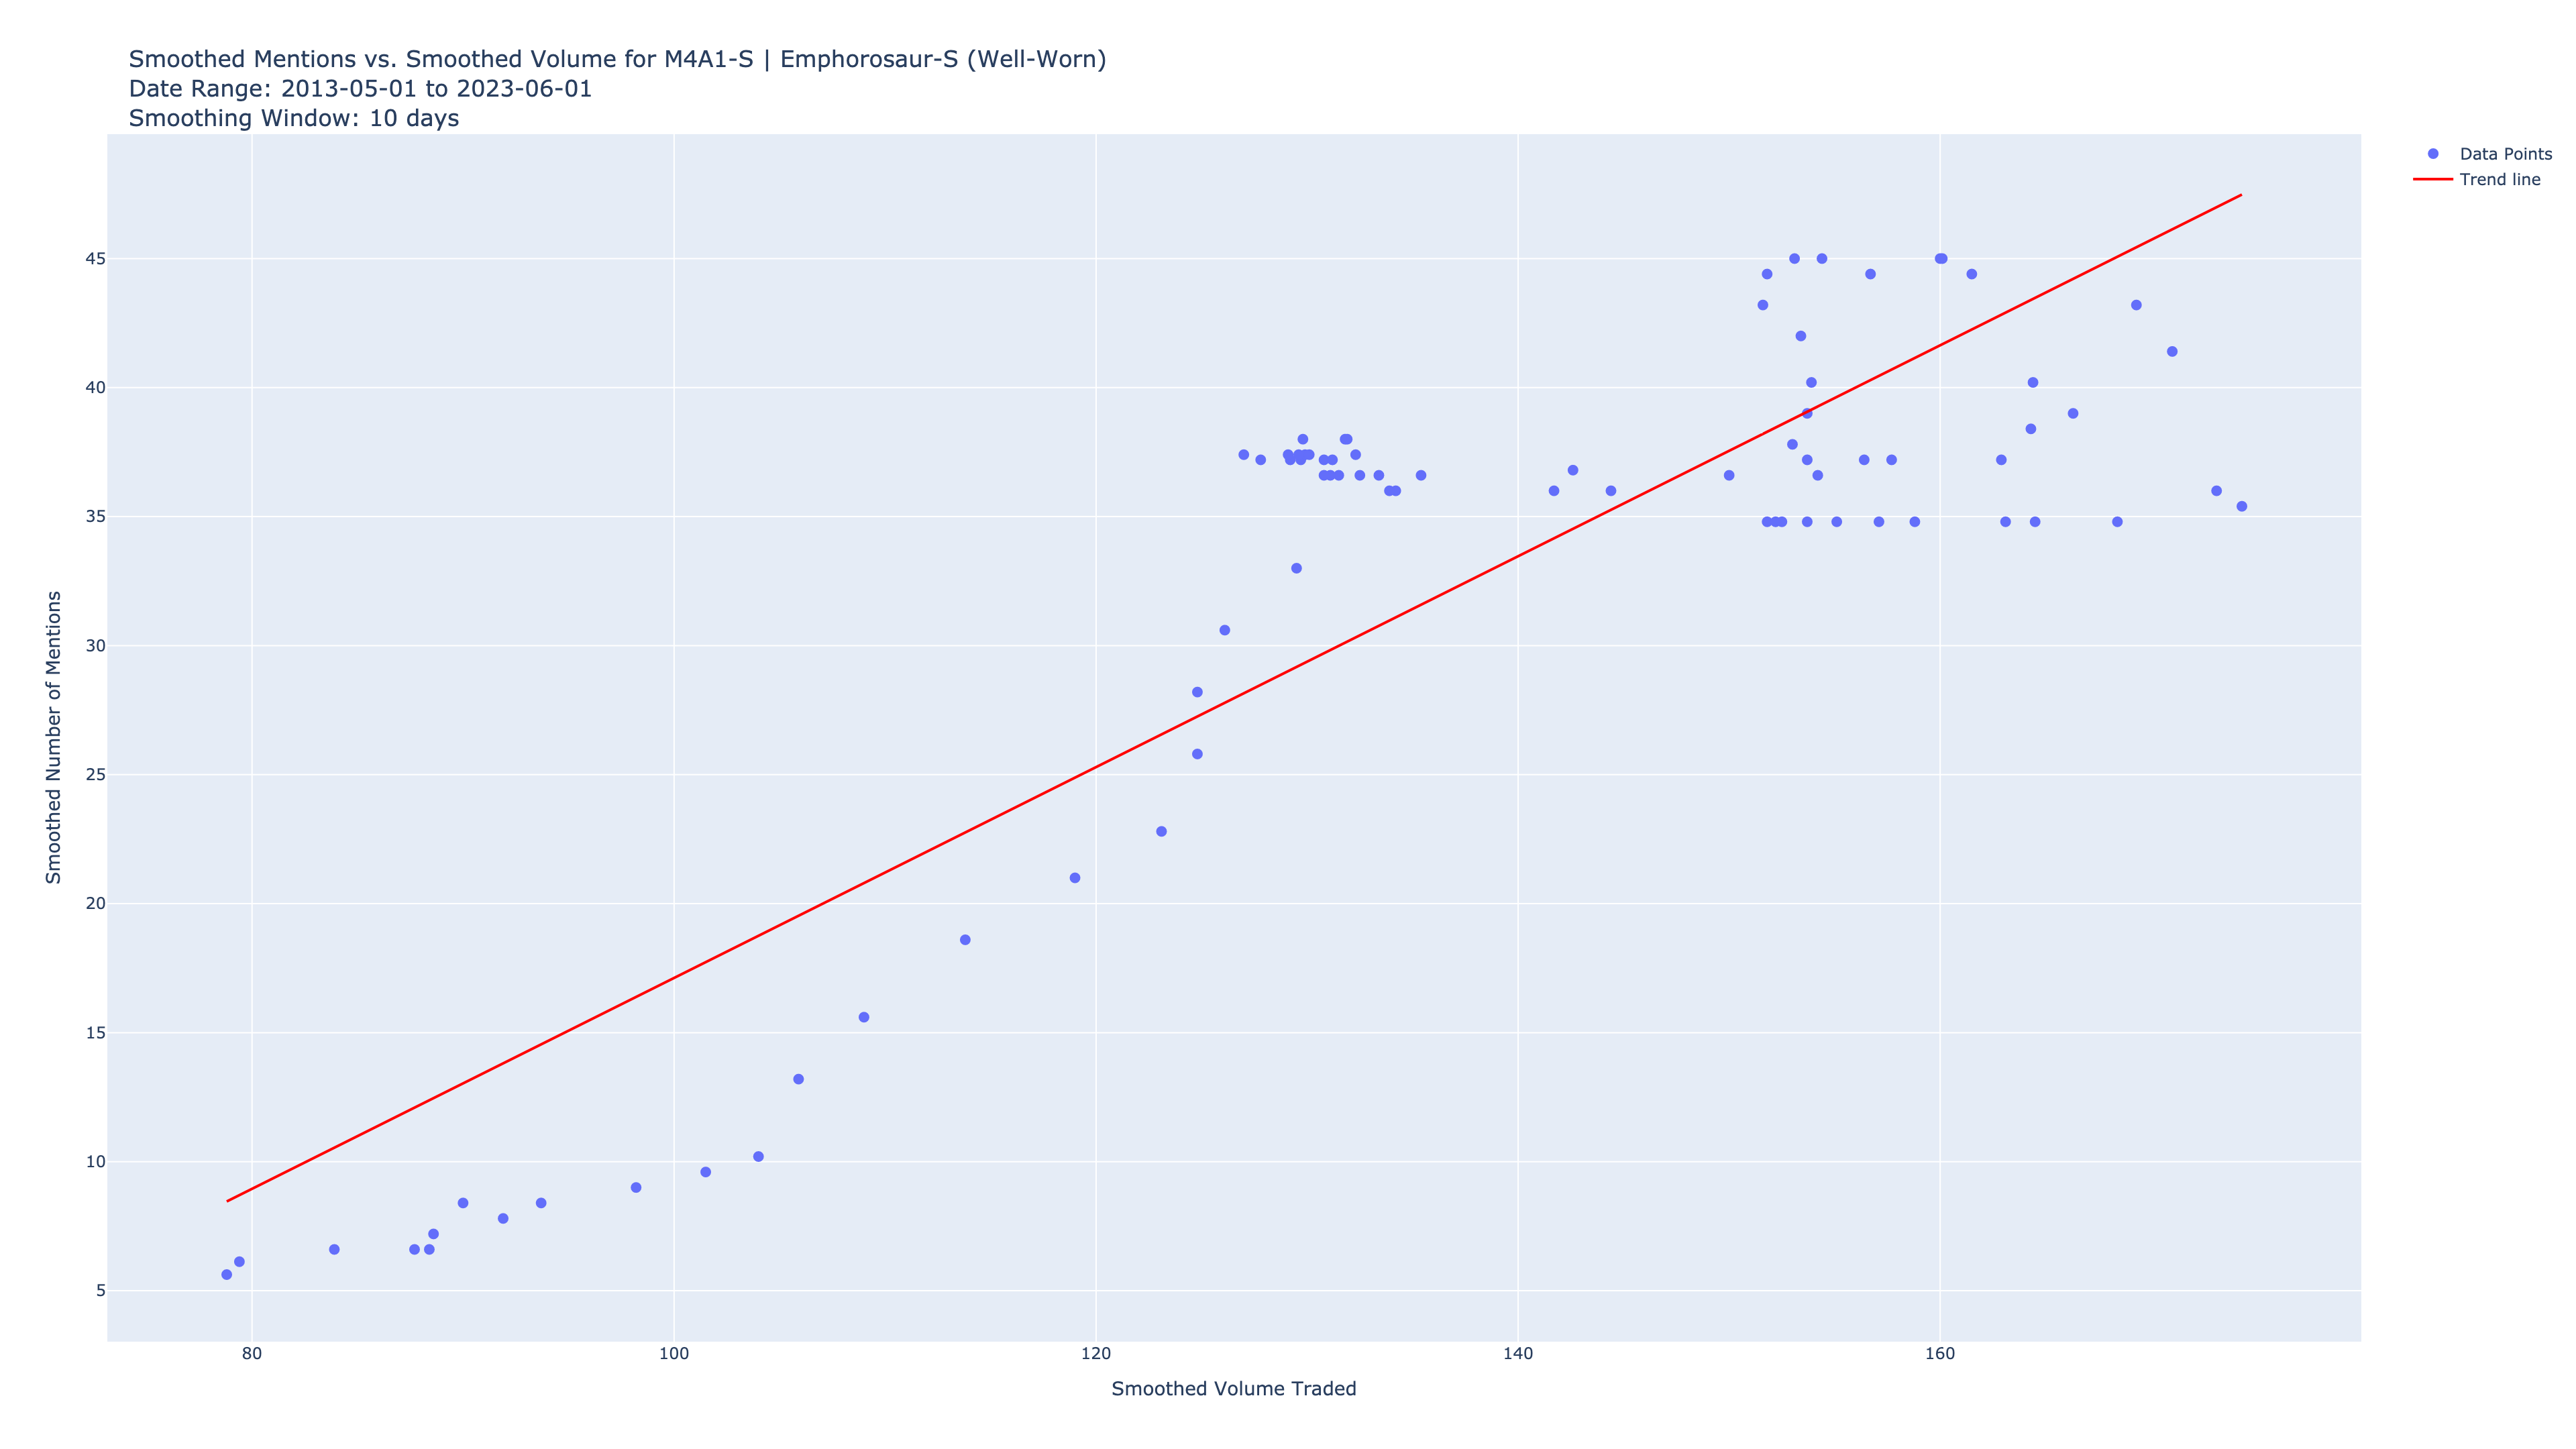 Smoothed Mentions vs. Smoothed Volume for M4A1-S | Emphorosaur-S (Well-Worn)
Date Range: 2013-05-01 to 2023-06-01
Smoothing Window: 10 days
Data Points
Trend line
Smoothed Number of Mentions
45
40
35
30
25
20
15
10
5
80 100 120 140 160
Smoothed Volume Traded